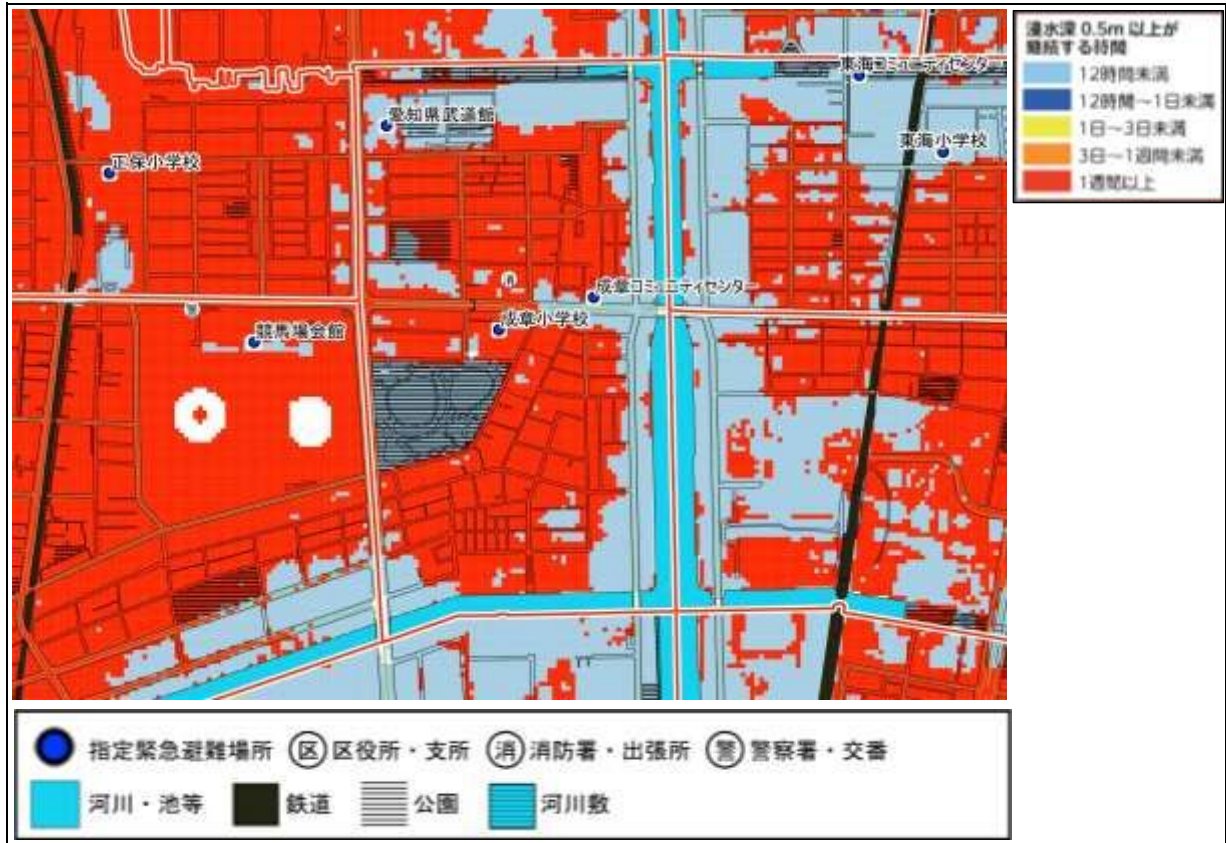 浸水深 0.5m 以上が
継続する時間
12時間未満
12時間～1日未満
1日～3日未満
3日～1週間未満
1週間以上
東海コミュニティセンター
愛知県武道館
東海小学校
正保小学校
成章コミュニティセンター
成章小学校
競馬場会館
指定緊急避難場所 区 区役所・支所 消 消防署・出張所 警 警察署・交番
河川・池等 鉄道 公園 河川敷